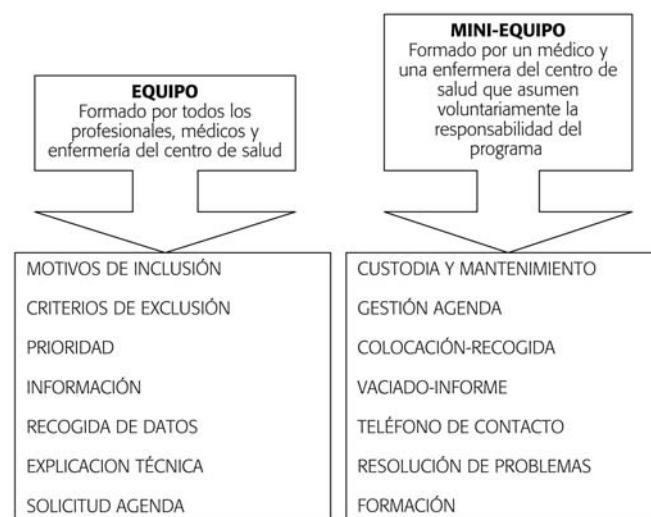 EQUIPO
Formado por todos los
profesionales, médicos y
enfermería del centro de salud
MOTIVOS DE INCLUSIÓN
CRITERIOS DE EXCLUSIÓN
PRIORIDAD
INFORMACIÓN
RECOGIDA DE DATOS
EXPLICACION TÉCNICA
SOLICITUD AGENDA
MINI-EQUIPO
Formado por un médico y
una enfermera del centro de
salud que asumen
voluntariamente la
responsabilidad del
programa
CUSTODIA Y MANTENIMIENTO
GESTIÓN AGENDA
COLOCACIÓN-RECOGIDA
VACIADO-INFORME
TELÉFONO DE CONTACTO
RESOLUCIÓN DE PROBLEMAS
FORMACIÓN